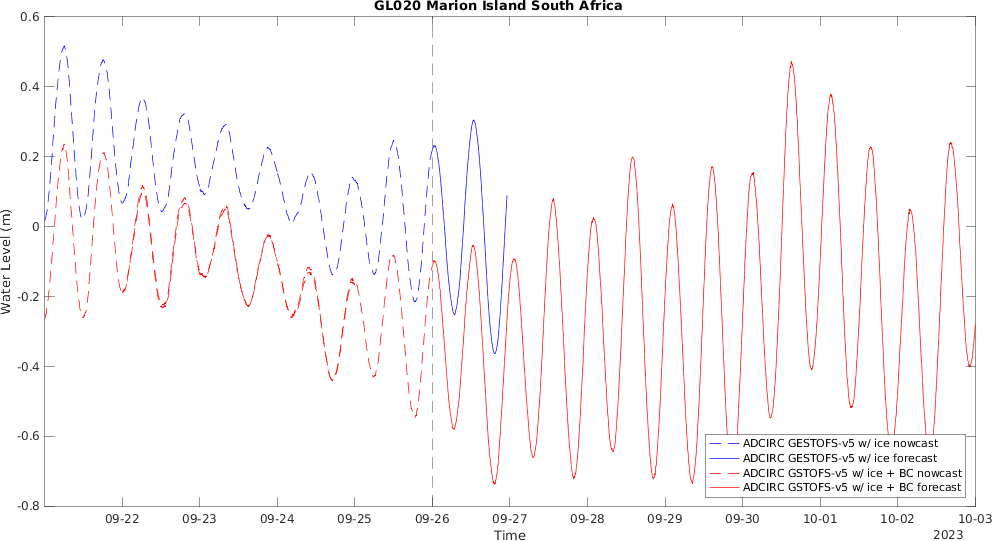 GL020 Marion Island South Africa
0.6
0.4
0.2
0
-0.2
-0.4
-0.6
-0.8
Water Level (m)
ADCIRC GESTOFS-v5 w/ ice nowcast
ADCIRC GESTOFS-v5 w/ ice forecast
ADCIRC GSTOFS-v5 w/ ice + BC nowcast
ADCIRC GSTOFS-v5 w/ ice + BC forecast
09-22 09-23 09-24 09-25 09-26 09-27 09-28 09-29 09-30 10-01 10-02 10-03
Time
2023